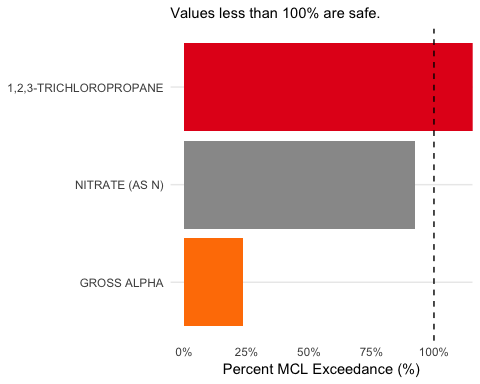 Values less than 100% are safe.
1,2,3-TRICHLOROPROPANE
NITRATE (AS N)
GROSS ALPHA
0% 25% 50% 75% 100%
Percent MCL Exceedance (%)